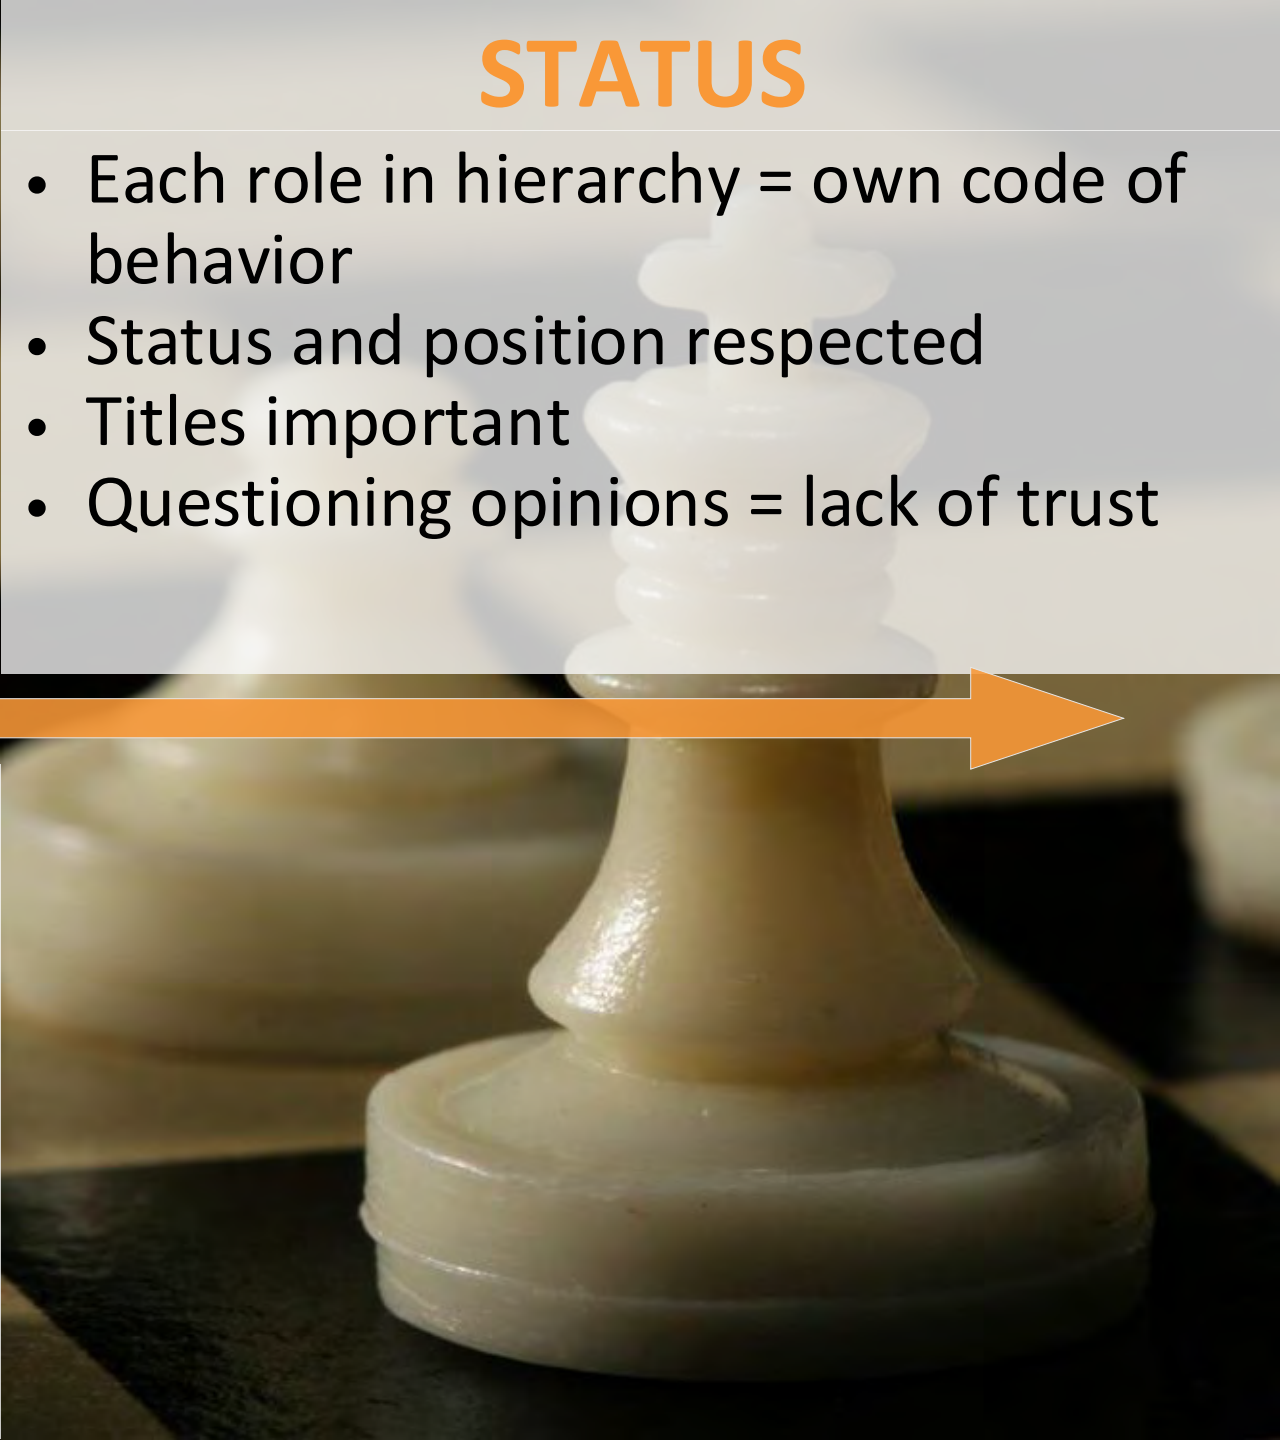 STATUS
• Each role in hierarchy = own code of
behavior
• Status and position respected
• Titles important
• Questioning opinions = lack of trust